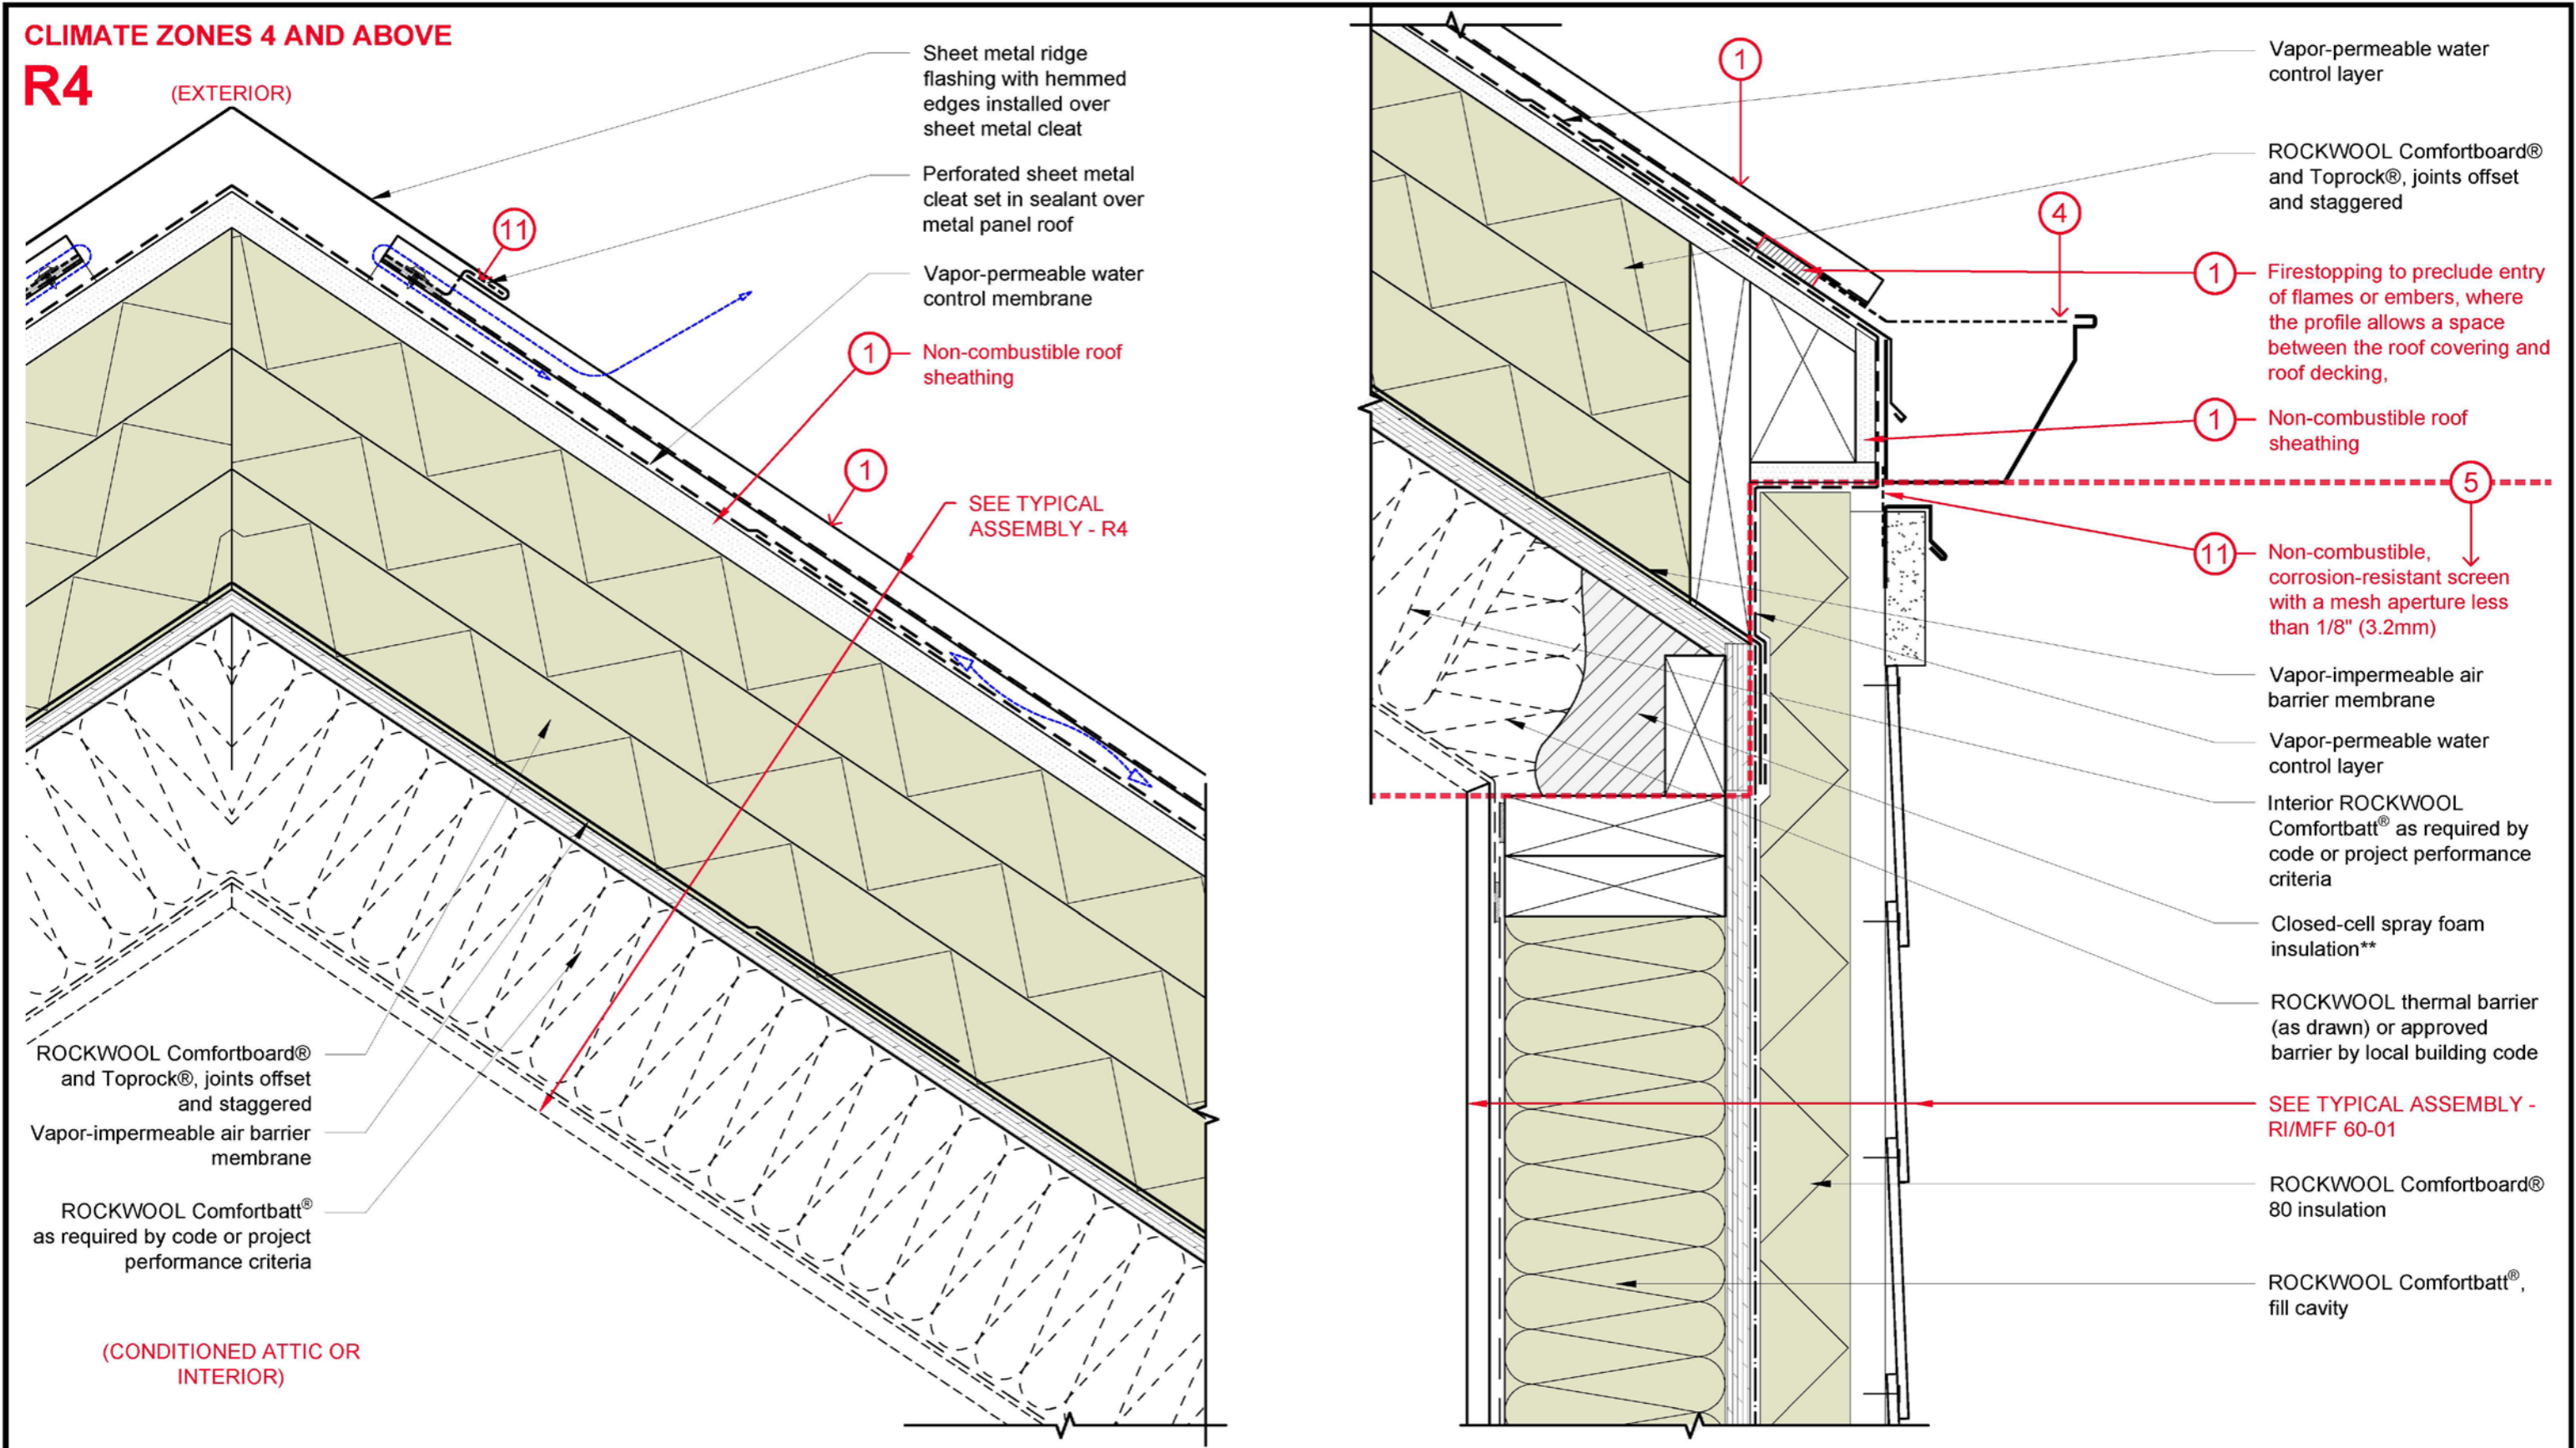 CLIMATE ZONES 4 AND ABOVE
R4
(EXTERIOR)
Sheet metal ridge
flashing with hemmed
edges installed over
sheet metal cleat
Perforated sheet metal
cleat set in sealant over
metal panel roof
11
Vapor-permeable water
control membrane
1
Non-combustible roof
sheathing
1
SEE TYPICAL
ASSEMBLY - R4
ROCKWOOL Comfortboard®
and Toprock®, joints offset
and staggered
Vapor-impermeable air barrier
membrane
ROCKWOOL Comfortbatt®
as required by code or project
performance criteria
(CONDITIONED ATTIC OR
INTERIOR)
1
Vapor-permeable water
control layer
ROCKWOOL Comfortboard®
and Toprock®, joints offset
and staggered
4
1
Firestopping to preclude entry
of flames or embers, where
the profile allows a space
between the roof covering and
roof decking,
1
Non-combustible roof
sheathing
5
11
Non-combustible,
corrosion-resistant screen
with a mesh aperture less
than 1/8" (3.2mm)
Vapor-impermeable air
barrier membrane
Vapor-permeable water
control layer
Interior ROCKWOOL
Comfortbatt® as required by
code or project performance
criteria
Closed-cell spray foam
insulation**
ROCKWOOL thermal barrier
(as drawn) or approved
barrier by local building code
SEE TYPICAL ASSEMBLY -
RI/MFF 60-01
ROCKWOOL Comfortboard®
80 insulation
ROCKWOOL Comfortbatt®,
fill cavity